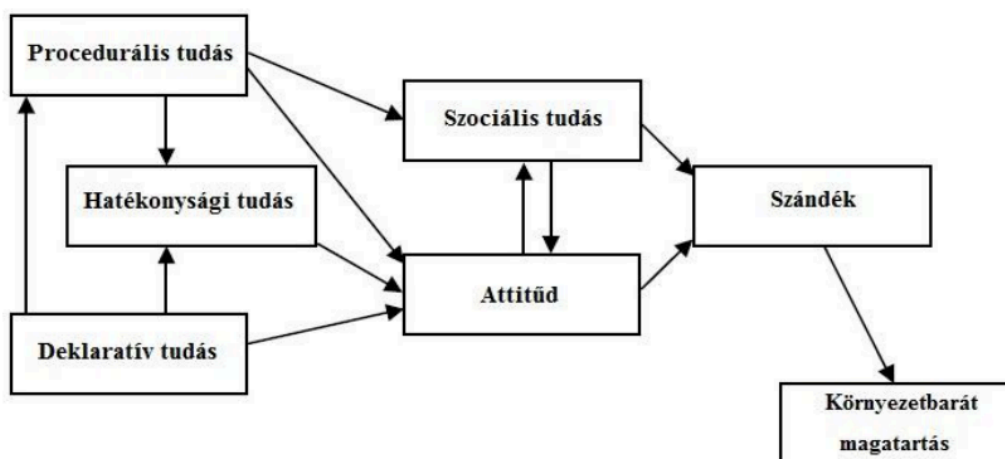 Procedurális tudás
Szociális tudás
Hatékonysági tudás
Szándék
Attitűd
Deklaratív tudás
Környezetbarát
magatartás